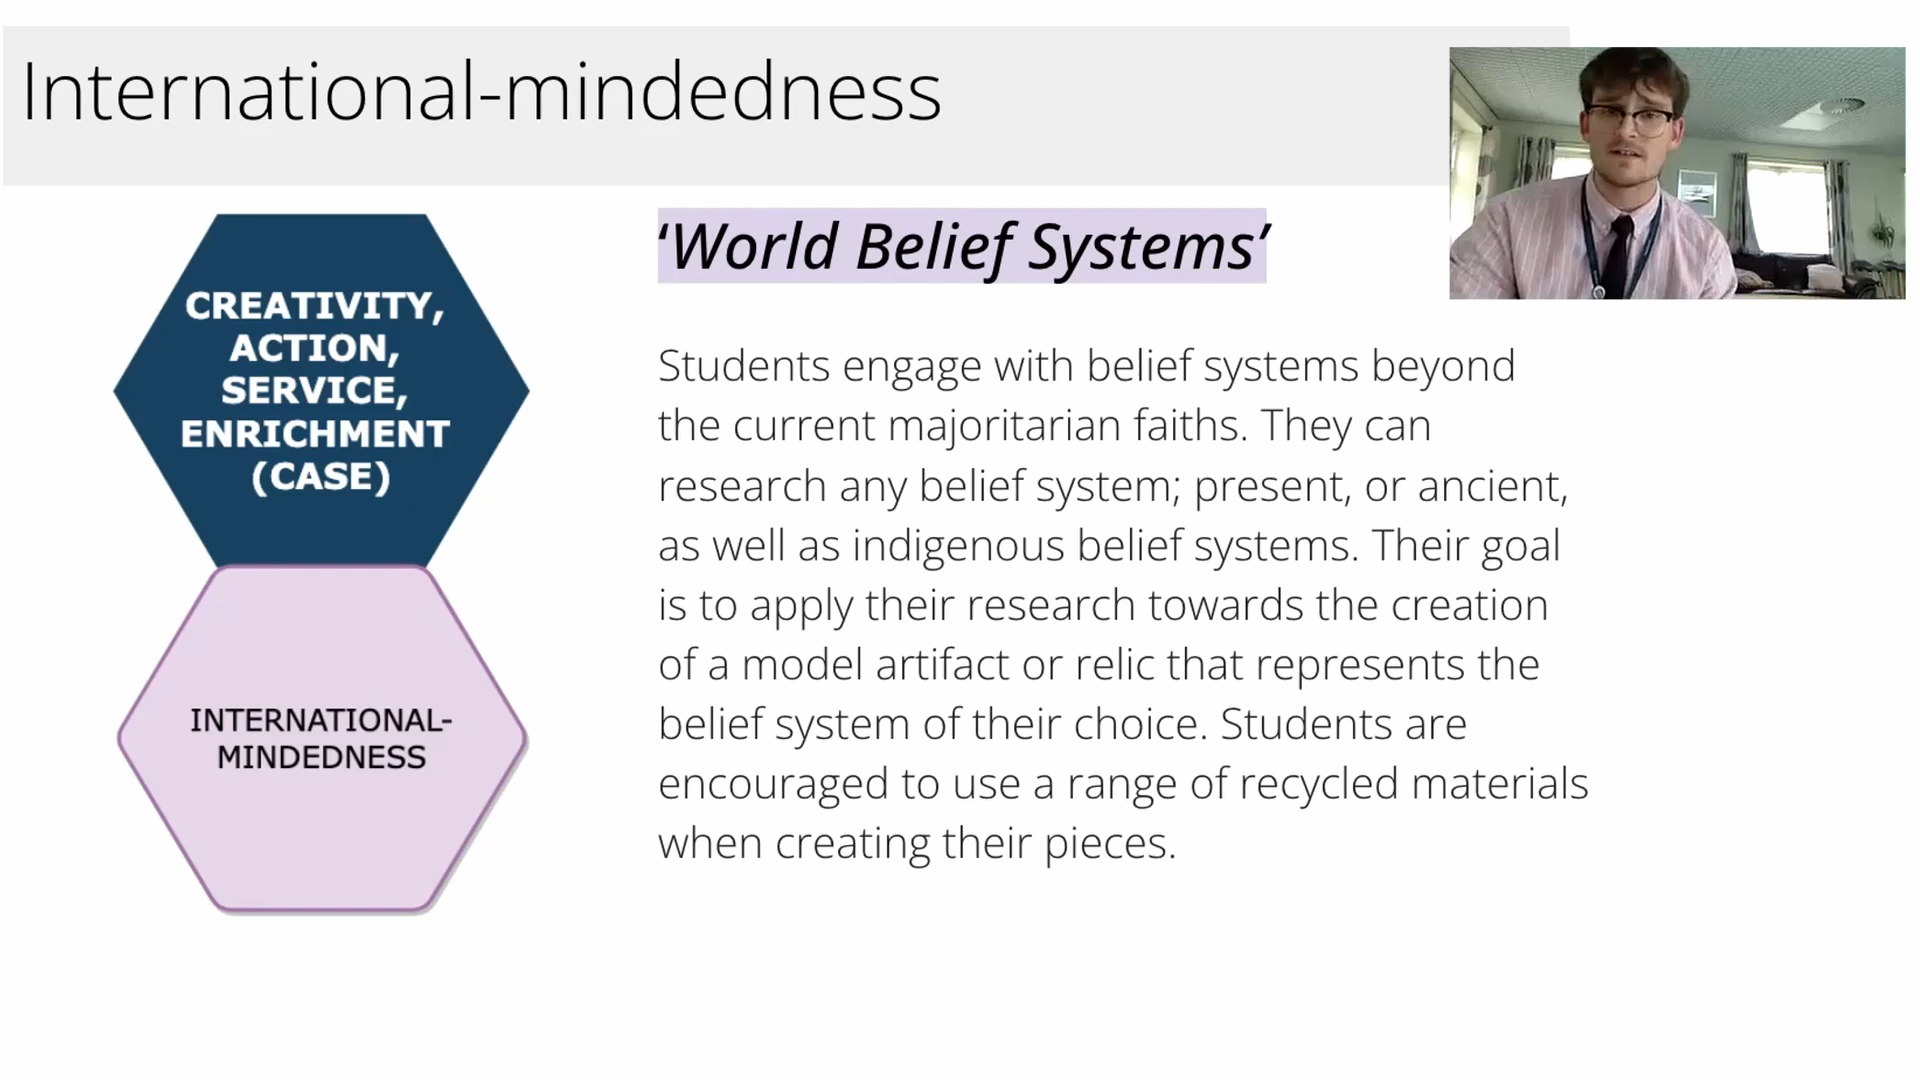 International-mindedness
CREATIVITY,
ACTION,
SERVICE,
ENRICHMENT
(CASE)
INTERNATIONAL-
MINDEDNESS
‘World Belief Systems’
Students engage with belief systems beyond
the current majoritarian faiths. They can
research any belief system; present, or ancient,
as well as indigenous belief systems. Their goal
is to apply their research towards the creation
of a model artifact or relic that represents the
belief system of their choice. Students are
encouraged to use a range of recycled materials
when creating their pieces.